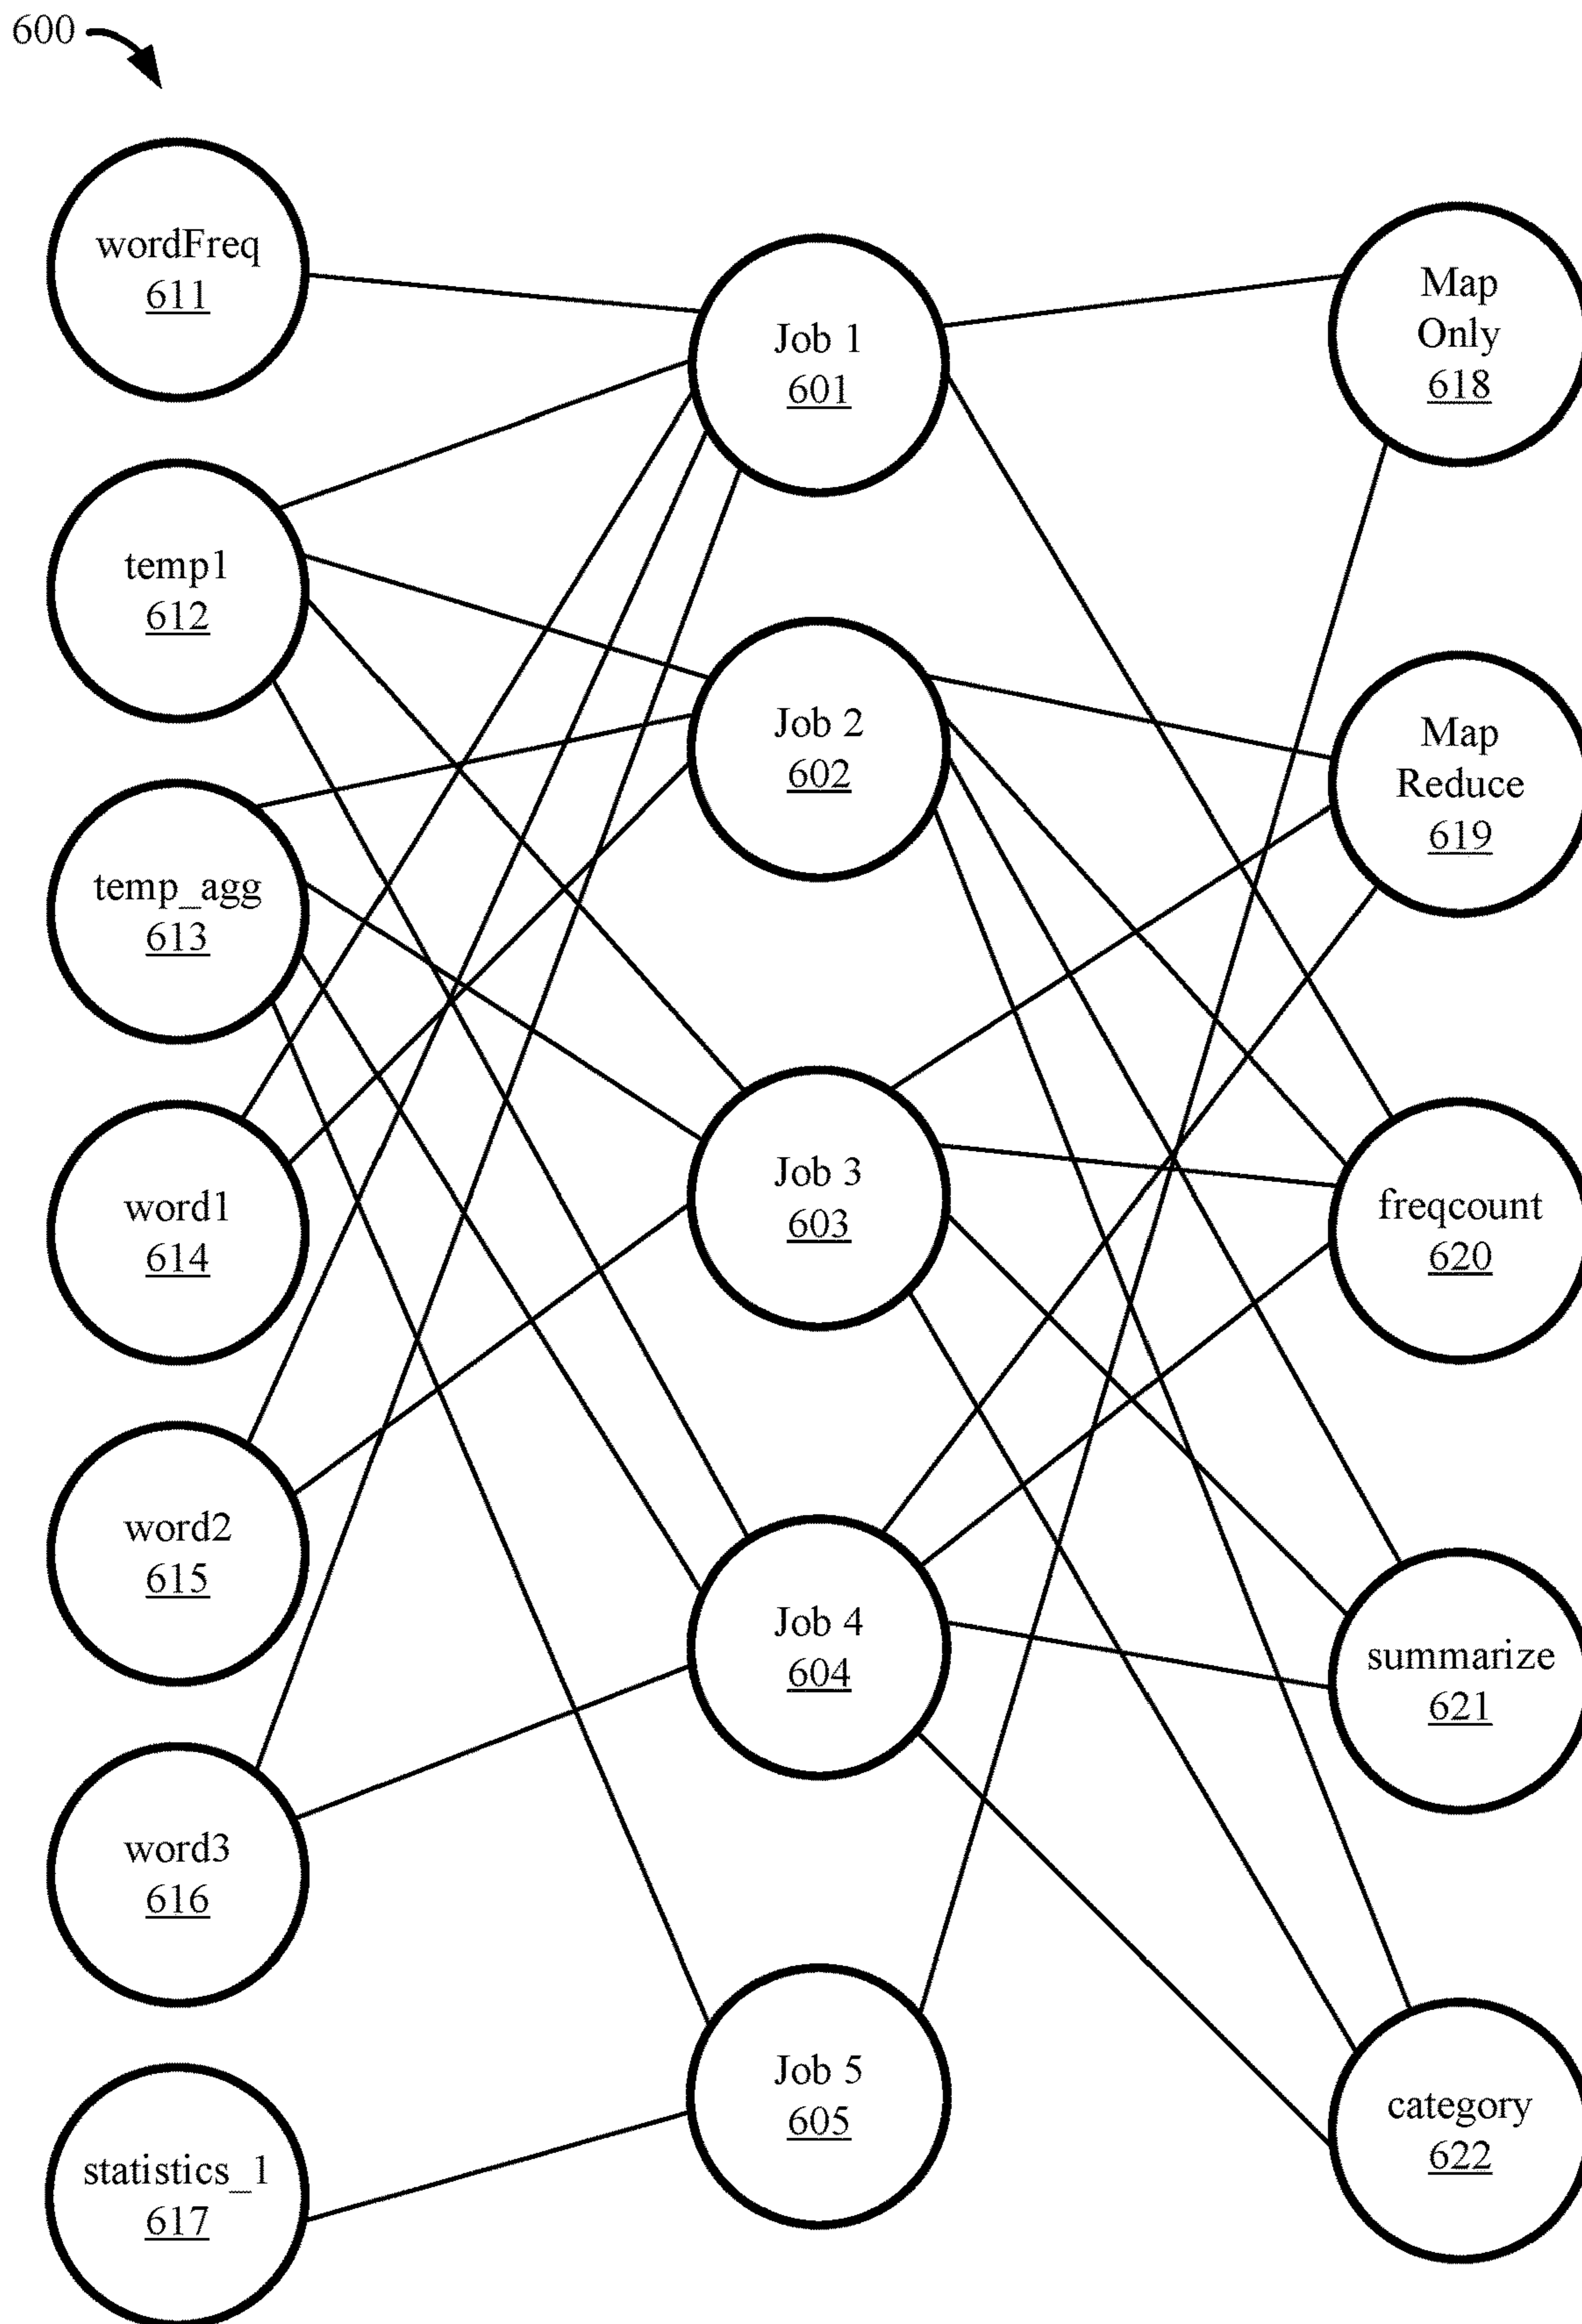 600
wordFreq
611
temp1
612
temp_agg
613
word1
614
word2
615
word3
616
statistics_1
617
Job 1
601
Job 2
602
Job 3
603
Job 4
604
Job 5
605
Map
Only
618
Map
Reduce
619
freqcount
620
summarize
621
category
622